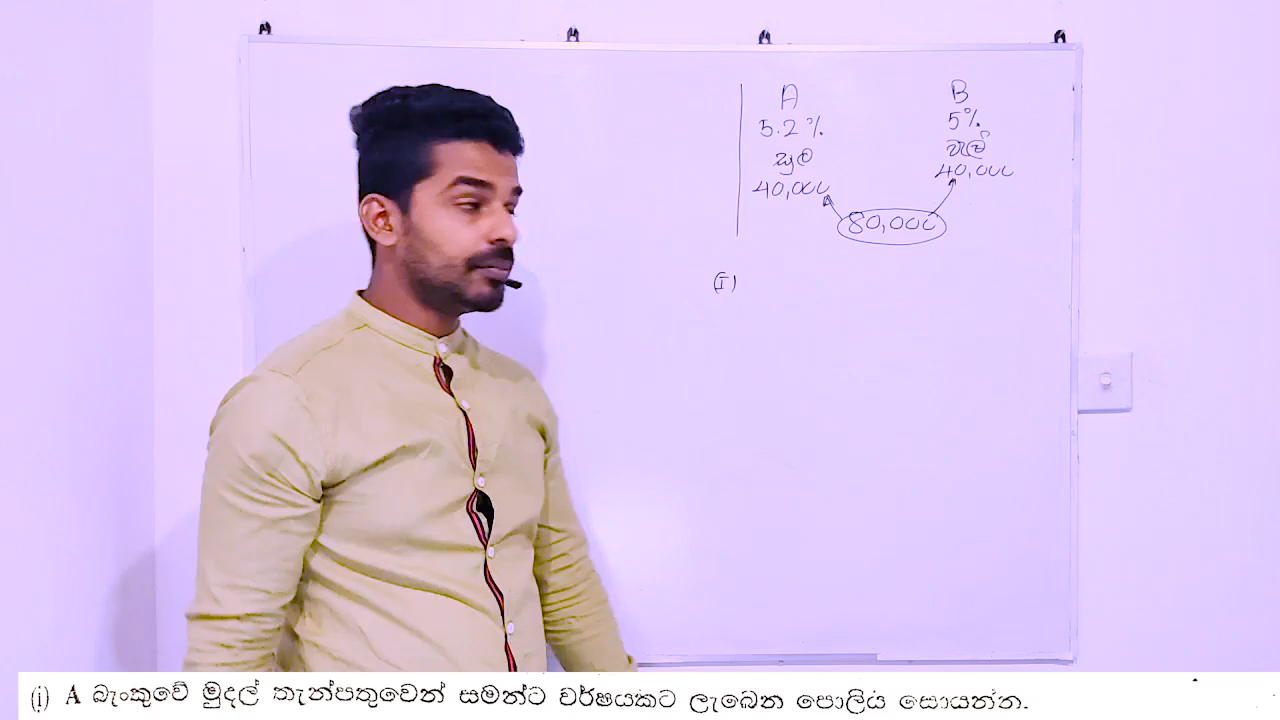 A
5.2%
සුළු
40,000
B
5%
වැල්
40,000
80,000
(I)
(i) A බැංකුවේ මුදල් තැන්පතුවෙන් සමන්ට වර්ෂයකට ලැබෙන පොලිය සොයන්න.